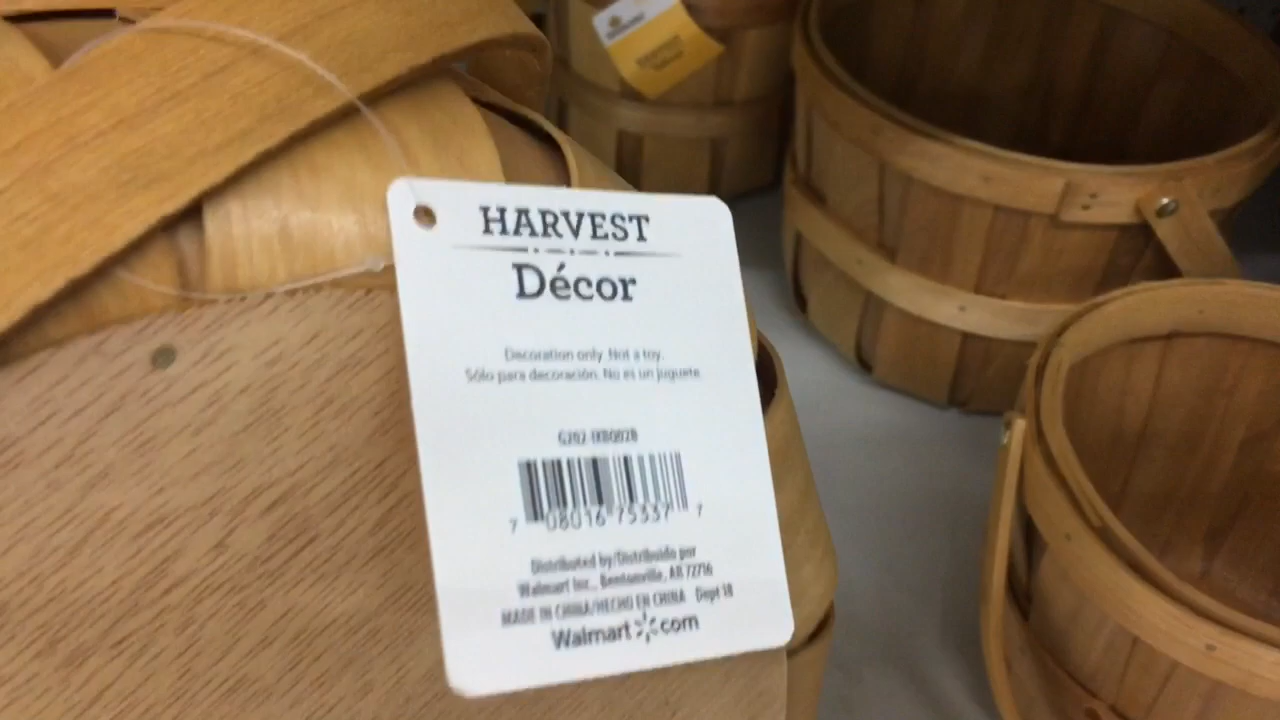 HARVEST
Décor
Decoration only. Not a toy.
Sólo para decoración. No es un juguete.
7 08016 75337 7
Distributed by/Distribuido por
Walmart Inc., Bentonville, AR 72716
MADE IN CHINA/HECHO EN CHINA Dept 18
Walmart com